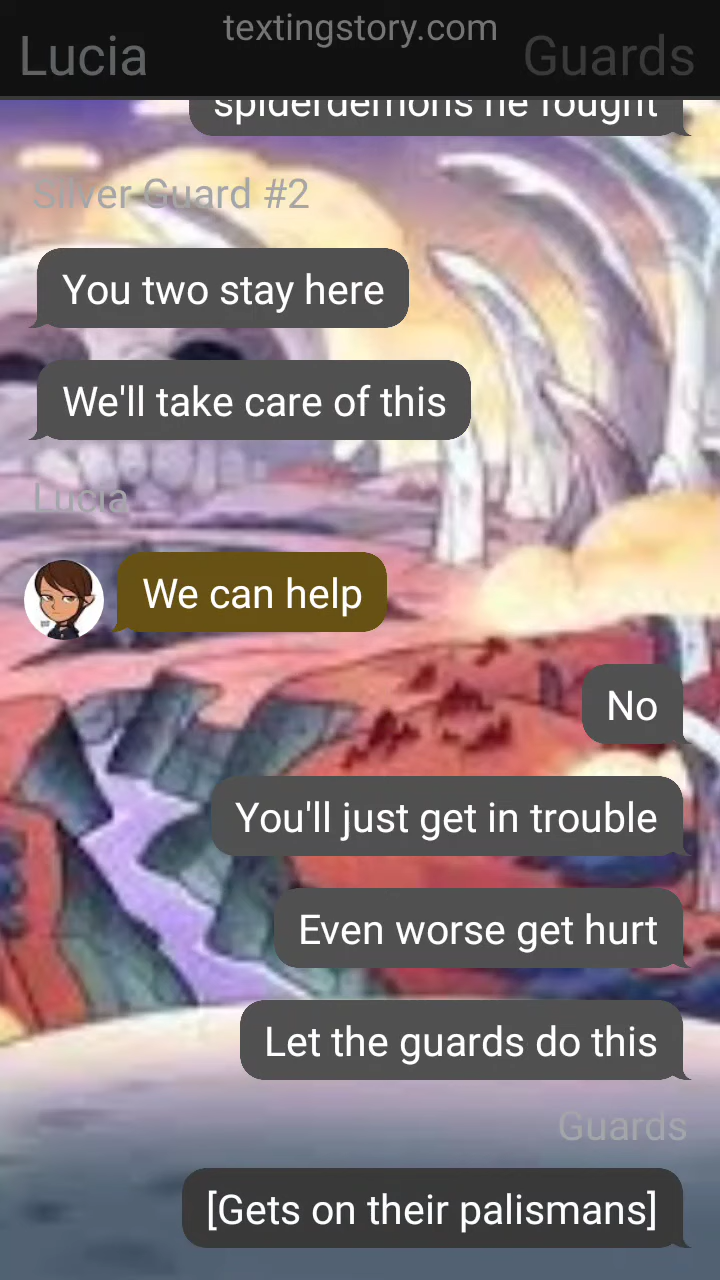 textingstory.com
Lucia
Guards
spiderdemons he fought
Silver Guard #2
You two stay here
We'll take care of this
Lucia
We can help
No
You'll just get in trouble
Even worse get hurt
Let the guards do this
Guards
[Gets on their palismans]